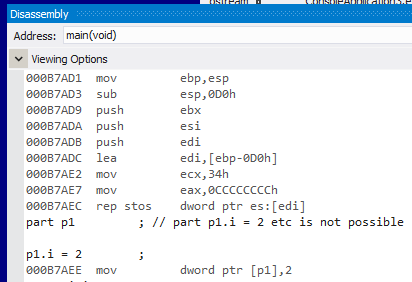 Disassembly
Address: main(void)
Viewing Options
000B7AD1 mov ebp,esp
000B7AD3 sub esp,0D0h
000B7AD9 push ebx
000B7ADA push esi
000B7ADB push edi
000B7ADC lea edi,[ebp-0D0h]
000B7AE2 mov ecx,34h
000B7AE7 mov eax,0CCCCCCCCh
000B7AEC rep stos dword ptr es:[edi]
part p1 ; // part p1.i = 2 etc is not possible
p1.i = 2 ;
000B7AEE mov dword ptr [p1],2